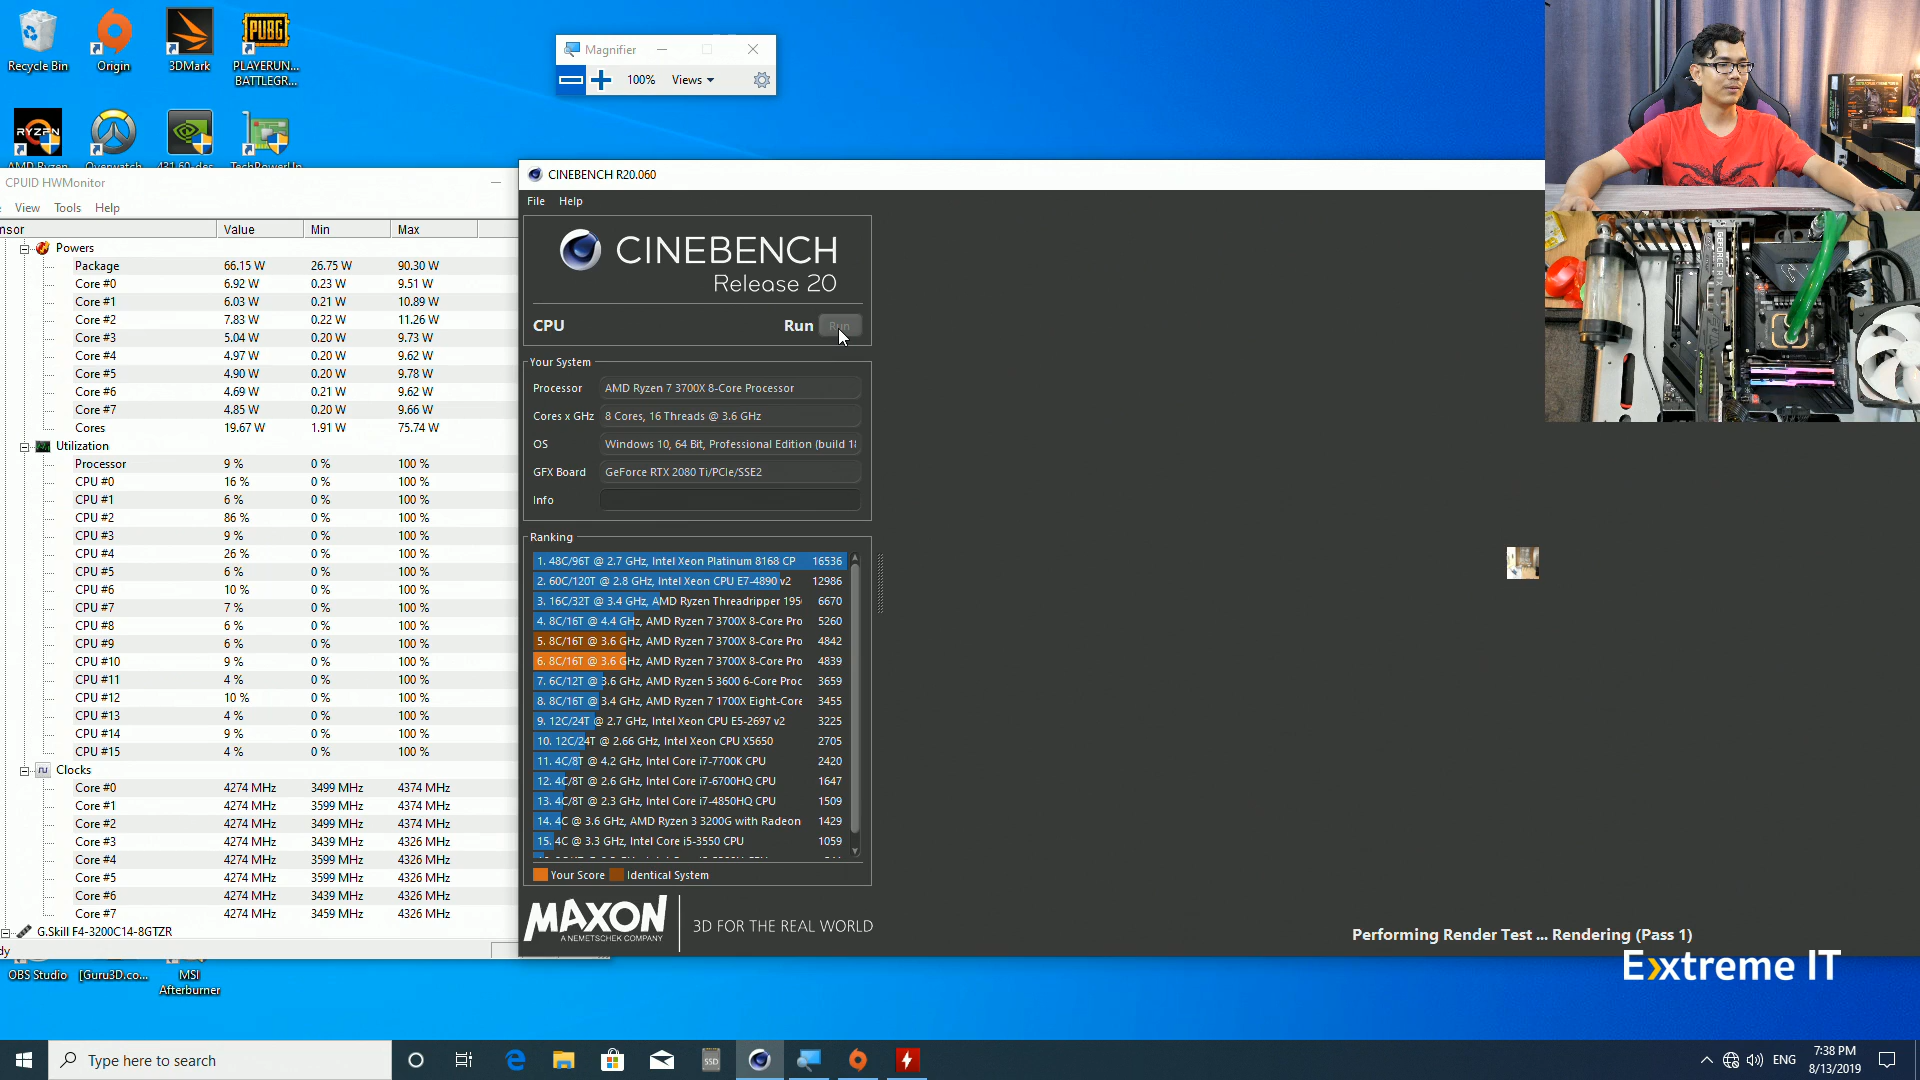 Recycle Bin
Origin
3DMark
PUBG
PLAYERUN...
BATTLEGR...
RYZEN
Overwatch
431.60-des...
TechPowerUp
Magnifier
100%
Views
CPUID HWMonitor
View
Tools
Help
nsor
Value
Min
Max
Powers
Package 66.15 W 26.75 W 90.30 W
Core #0 6.92 W 0.23 W 9.51 W
Core #1 6.03 W 0.21 W 10.89 W
Core #2 7.83 W 0.22 W 11.26 W
Core #3 5.04 W 0.20 W 9.73 W
Core #4 4.97 W 0.20 W 9.62 W
Core #5 4.90 W 0.20 W 9.78 W
Core #6 4.69 W 0.21 W 9.62 W
Core #7 4.85 W 0.20 W 9.66 W
Cores 19.67 W 1.91 W 75.74 W
Utilization
Processor 9 % 0 % 100 %
CPU #0 16 % 0 % 100 %
CPU #1 6 % 0 % 100 %
CPU #2 86 % 0 % 100 %
CPU #3 9 % 0 % 100 %
CPU #4 26 % 0 % 100 %
CPU #5 6 % 0 % 100 %
CPU #6 10 % 0 % 100 %
CPU #7 7 % 0 % 100 %
CPU #8 6 % 0 % 100 %
CPU #9 6 % 0 % 100 %
CPU #10 9 % 0 % 100 %
CPU #11 4 % 0 % 100 %
CPU #12 10 % 0 % 100 %
CPU #13 4 % 0 % 100 %
CPU #14 9 % 0 % 100 %
CPU #15 4 % 0 % 100 %
Clocks
Core #0 4274 MHz 3499 MHz 4374 MHz
Core #1 4274 MHz 3599 MHz 4374 MHz
Core #2 4274 MHz 3499 MHz 4374 MHz
Core #3 4274 MHz 3439 MHz 4326 MHz
Core #4 4274 MHz 3599 MHz 4326 MHz
Core #5 4274 MHz 3599 MHz 4326 MHz
Core #6 4274 MHz 3439 MHz 4326 MHz
Core #7 4274 MHz 3459 MHz 4326 MHz
G.Skill F4-3200C14-8GTZR
dy
CINEBENCH R20.060
File
Help
CINEBENCH
Release 20
CPU
Run
Run
Your System
Processor AMD Ryzen 7 3700X 8-Core Processor
Cores x GHz 8 Cores, 16 Threads @ 3.6 GHz
OS Windows 10, 64 Bit, Professional Edition (build 18
GFX Board GeForce RTX 2080 Ti/PCIe/SSE2
Info
Ranking
1. 48C/96T @ 2.7 GHz, Intel Xeon Platinum 8168 CP 16536
2. 60C/120T @ 2.8 GHz, Intel Xeon CPU E7-4890 v2 12986
3. 16C/32T @ 3.4 GHz, AMD Ryzen Threadripper 195 6670
4. 8C/16T @ 4.4 GHz, AMD Ryzen 7 3700X 8-Core Pro 5260
5. 8C/16T @ 3.6 GHz, AMD Ryzen 7 3700X 8-Core Pro 4842
6. 8C/16T @ 3.6 GHz, AMD Ryzen 7 3700X 8-Core Pro 4839
7. 6C/12T @ 3.6 GHz, AMD Ryzen 5 3600 6-Core Proc 3659
8. 8C/16T @ 3.4 GHz, AMD Ryzen 7 1700X Eight-Core 3455
9. 12C/24T @ 2.7 GHz, Intel Xeon CPU E5-2697 v2 3225
10. 12C/24T @ 2.66 GHz, Intel Xeon CPU X5650 2705
11. 4C/8T @ 4.2 GHz, Intel Core i7-7700K CPU 2420
12. 4C/8T @ 2.6 GHz, Intel Core i7-6700HQ CPU 1647
13. 4C/8T @ 2.3 GHz, Intel Core i7-4850HQ CPU 1509
14. 4C @ 3.6 GHz, AMD Ryzen 3 3200G with Radeon 1429
15. 4C @ 3.3 GHz, Intel Core i5-3550 CPU 1059
Your Score
Identical System
MAXON
A NEMETSCHEK COMPANY
3D FOR THE REAL WORLD
Performing Render Test ... Rendering (Pass 1)
Extreme IT
GEFORCE RTX
OBS Studio
[Guru3D.co...
MSI
Afterburner
Type here to search
SSD
ENG
7:38 PM
8/13/2019